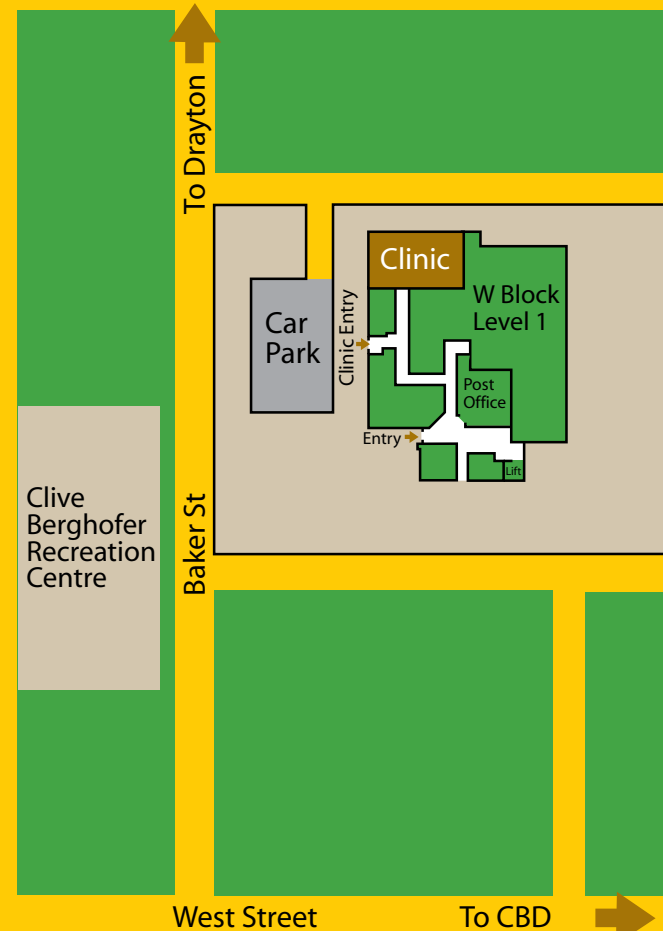 To Drayton
Clinic
W Block
Level 1
Car
Park
Clinic Entry
Post
Office
Entry
Lift
Clive
Berghofer
Recreation
Centre
Baker St
West Street
To CBD